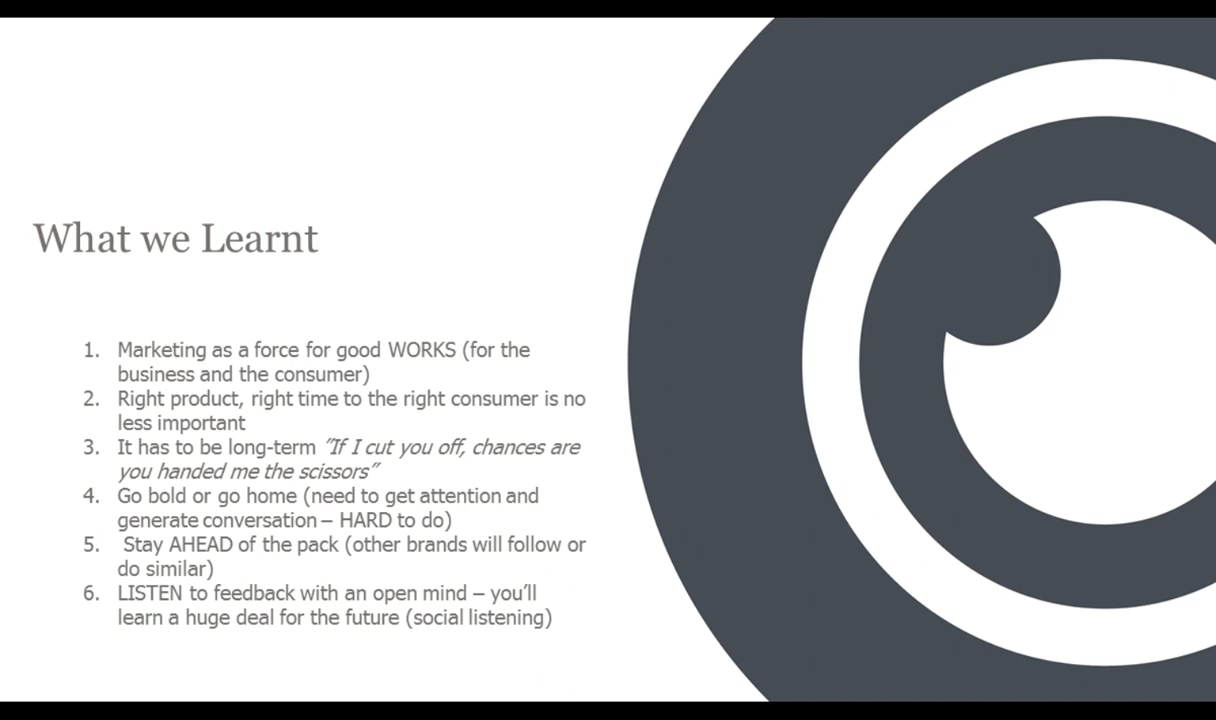 What we Learnt
1. Marketing as a force for good WORKS (for the
business and the consumer)
2. Right product, right time to the right consumer is no
less important
3. It has to be long-term "If I cut you off, chances are
you handed me the scissors"
4. Go bold or go home (need to get attention and
generate conversation – HARD to do)
5. Stay AHEAD of the pack (other brands will follow or
do similar)
6. LISTEN to feedback with an open mind – you'll
learn a huge deal for the future (social listening)